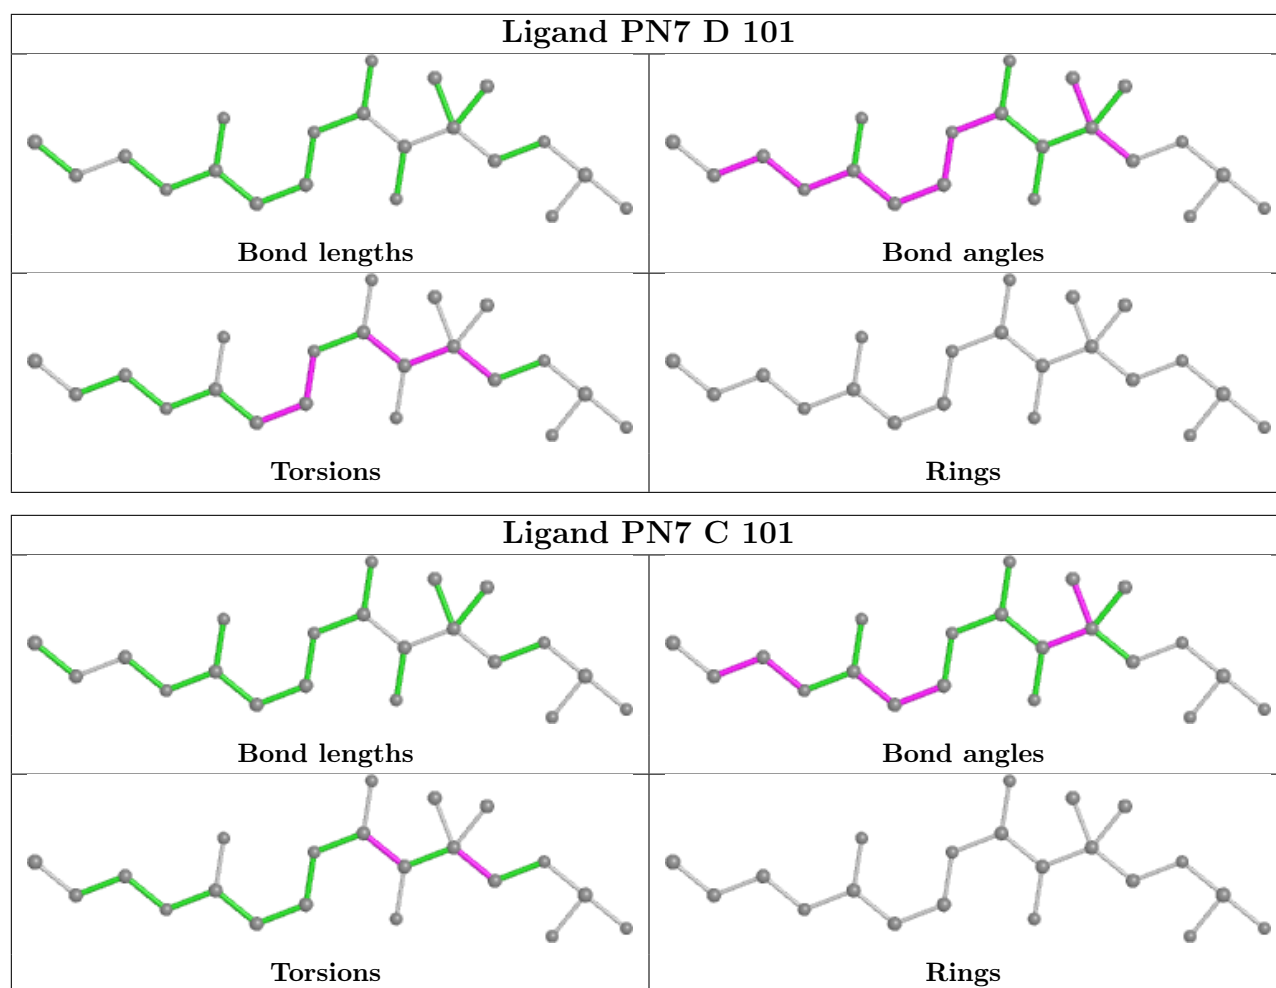 Ligand PN7 D 101
Bond lengths
Bond angles
Torsions
Rings
Ligand PN7 C 101
Bond lengths
Bond angles
Torsions
Rings